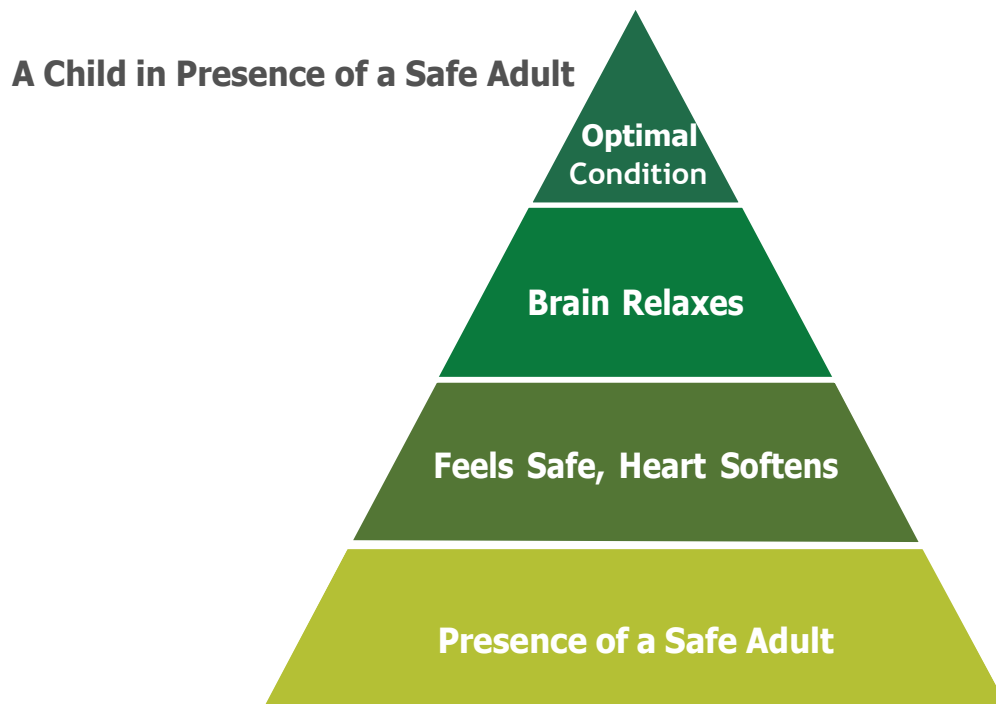 A Child in Presence of a Safe Adult
Optimal
Condition
Brain Relaxes
Feels Safe, Heart Softens
Presence of a Safe Adult